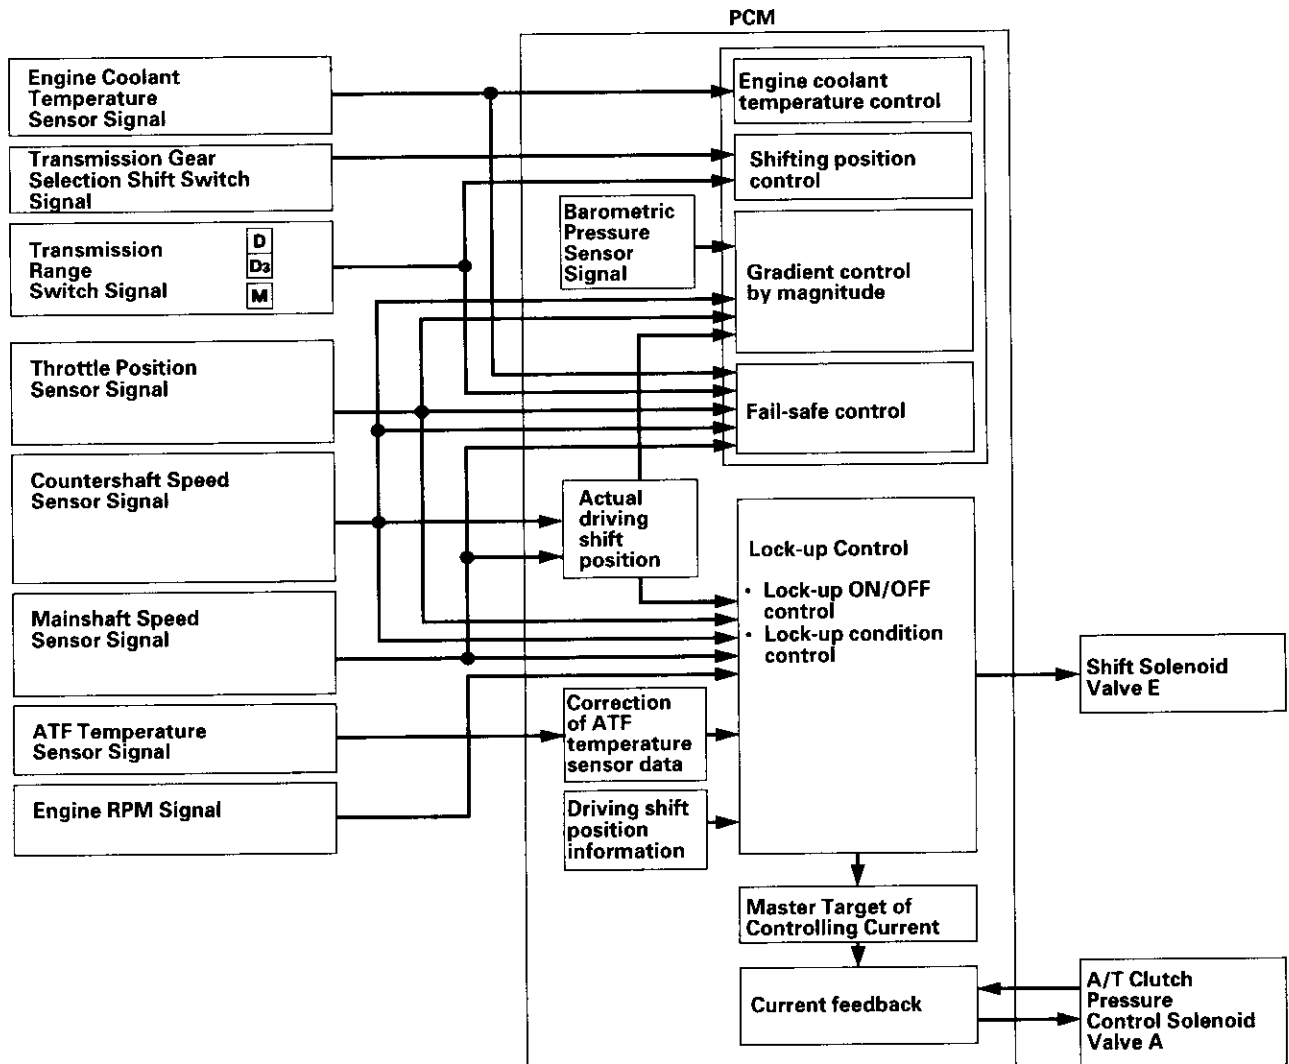 PCM
Engine Coolant
Temperature
Sensor Signal
Transmission Gear
Selection Shift Switch
Signal
Transmission
Range
Switch Signal
D
D3
M
Throttle Position
Sensor Signal
Countershaft Speed
Sensor Signal
Mainshaft Speed
Sensor Signal
ATF Temperature
Sensor Signal
Engine RPM Signal
Barometric
Pressure
Sensor
Signal
Actual
driving
shift
position
Correction
of ATF
temperature
sensor data
Driving shift
position
information
Engine coolant
temperature control
Shifting position
control
Gradient control
by magnitude
Fail-safe control
Lock-up Control
• Lock-up ON/OFF
control
• Lock-up condition
control
Master Target of
Controlling Current
Current feedback
Shift Solenoid
Valve E
A/T Clutch
Pressure
Control Solenoid
Valve A